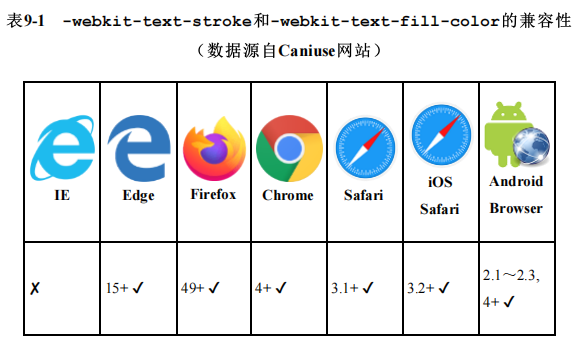 表9-1 -webkit-text-stroke和-webkit-text-fill-color的兼容性
（数据源自Caniuse网站）
IE
Edge
Firefox
Chrome
Safari
iOS
Safari
Android
Browser
✗
15+ ✓
49+ ✓
4+ ✓
3.1+ ✓
3.2+ ✓
2.1～2.3,
4+ ✓